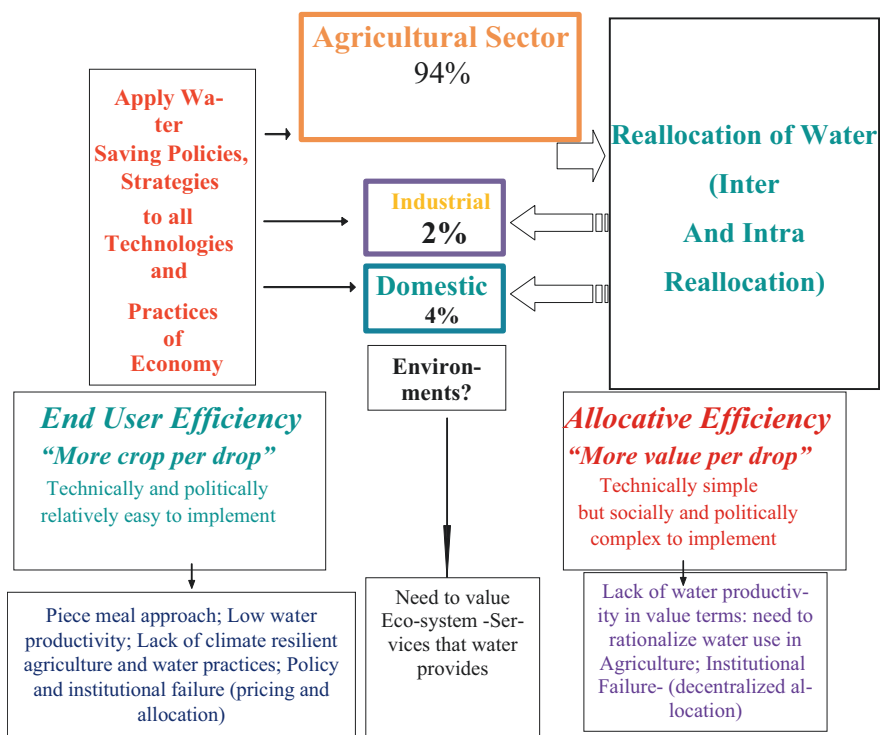 Agricultural Sector
94%
Apply Wa-
ter
Saving Policies,
Strategies
to all
Technologies
and
Practices
of
Economy
Industrial
2%
Domestic
4%
Environ-
ments?
Reallocation of Water
(Inter
And Intra
Reallocation)
End User Efficiency
“More crop per drop”
Technically and politically
relatively easy to implement
Allocative Efficiency
“More value per drop”
Technically simple
but socially and politically
complex to implement
Piece meal approach; Low water
productivity; Lack of climate resilient
agriculture and water practices; Policy
and institutional failure (pricing and
allocation)
Need to value
Eco-system -Ser-
vices that water
provides
Lack of water productiv-
ity in value terms: need to
rationalize water use in
Agriculture; Institutional
Failure- (decentralized al-
location)